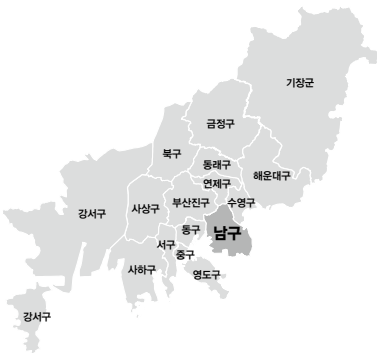 기장군
금정구
북구
동래구
해운대구
연제구
강서구
사상구
부산진구
수영구
동구
남구
서구
중구
사하구
영도구
강서구